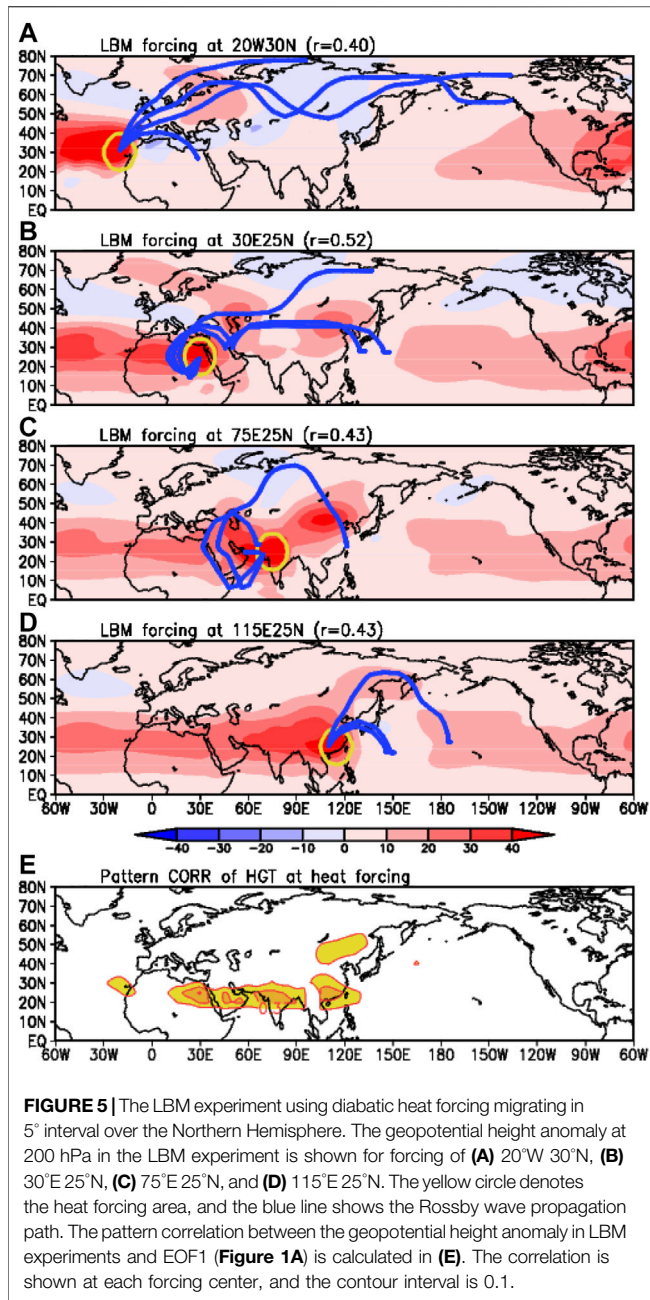 A
LBM forcing at 20W30N (r=0.40)
80N
70N
60N
50N
40N
30N
20N
10N
EQ
B
LBM forcing at 30E25N (r=0.52)
80N
70N
60N
50N
40N
30N
20N
10N
EQ
C
LBM forcing at 75E25N (r=0.43)
80N
70N
60N
50N
40N
30N
20N
10N
EQ
D
LBM forcing at 115E25N (r=0.43)
80N
70N
60N
50N
40N
30N
20N
10N
EQ
60W 30W 0 30E 60E 90E 120E 150E 180 150W 120W 90W 60W
-40 -30 -20 -10 0 10 20 30 40
E
Pattern CORR of HGT at heat forcing
80N
70N
60N
50N
40N
30N
20N
10N
EQ
60W 30W 0 30E 60E 90E 120E 150E 180 150W 120W 90W 60W
FIGURE 5 | The LBM experiment using diabatic heat forcing migrating in
5° interval over the Northern Hemisphere. The geopotential height anomaly at
200 hPa in the LBM experiment is shown for forcing of (A) 20°W 30°N, (B)
30°E 25°N, (C) 75°E 25°N, and (D) 115°E 25°N. The yellow circle denotes
the heat forcing area, and the blue line shows the Rossby wave propagation
path. The pattern correlation between the geopotential height anomaly in LBM
experiments and EOF1 (Figure 1A) is calculated in (E). The correlation is
shown at each forcing center, and the contour interval is 0.1.